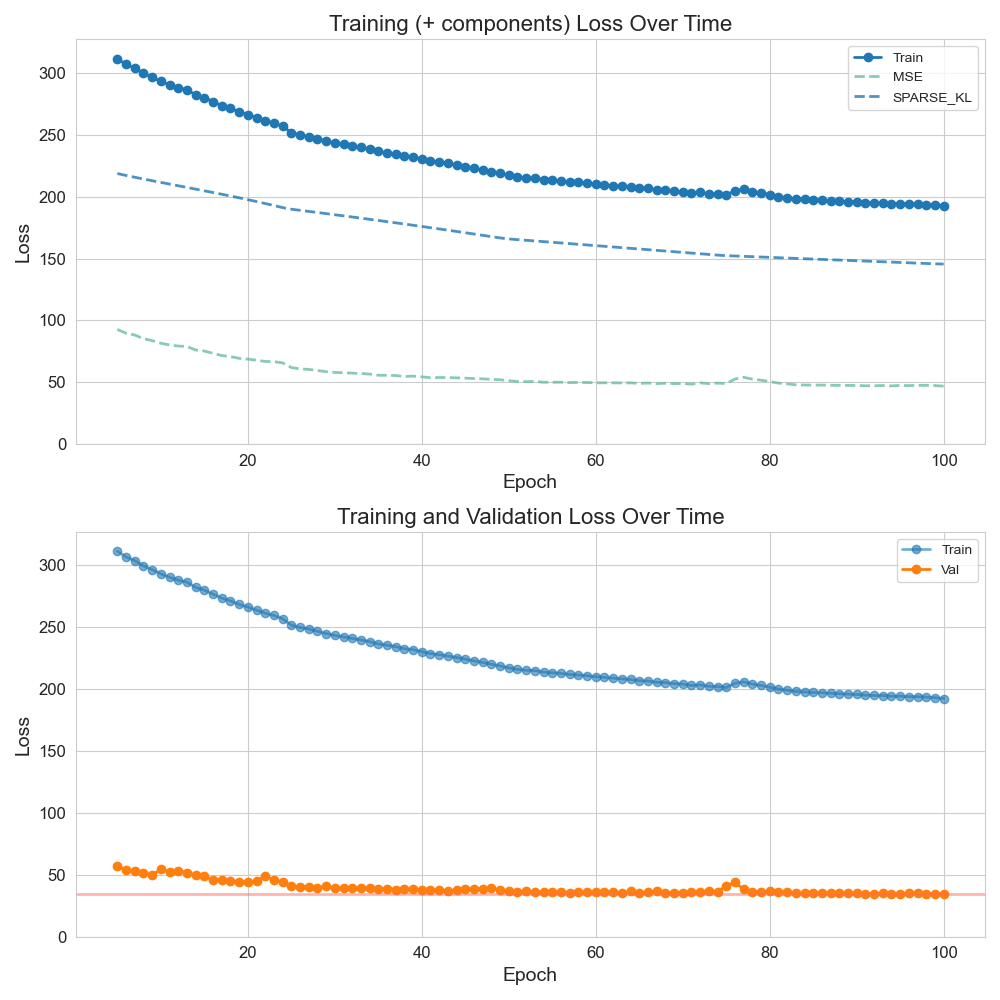 Training (+ components) Loss Over Time
Train
MSE
SPARSE_KL
300
250
200
150
100
50
0
Loss
20 40 60 80 100
Epoch
Training and Validation Loss Over Time
Train
Val
300
250
200
150
100
50
0
Loss
20 40 60 80 100
Epoch